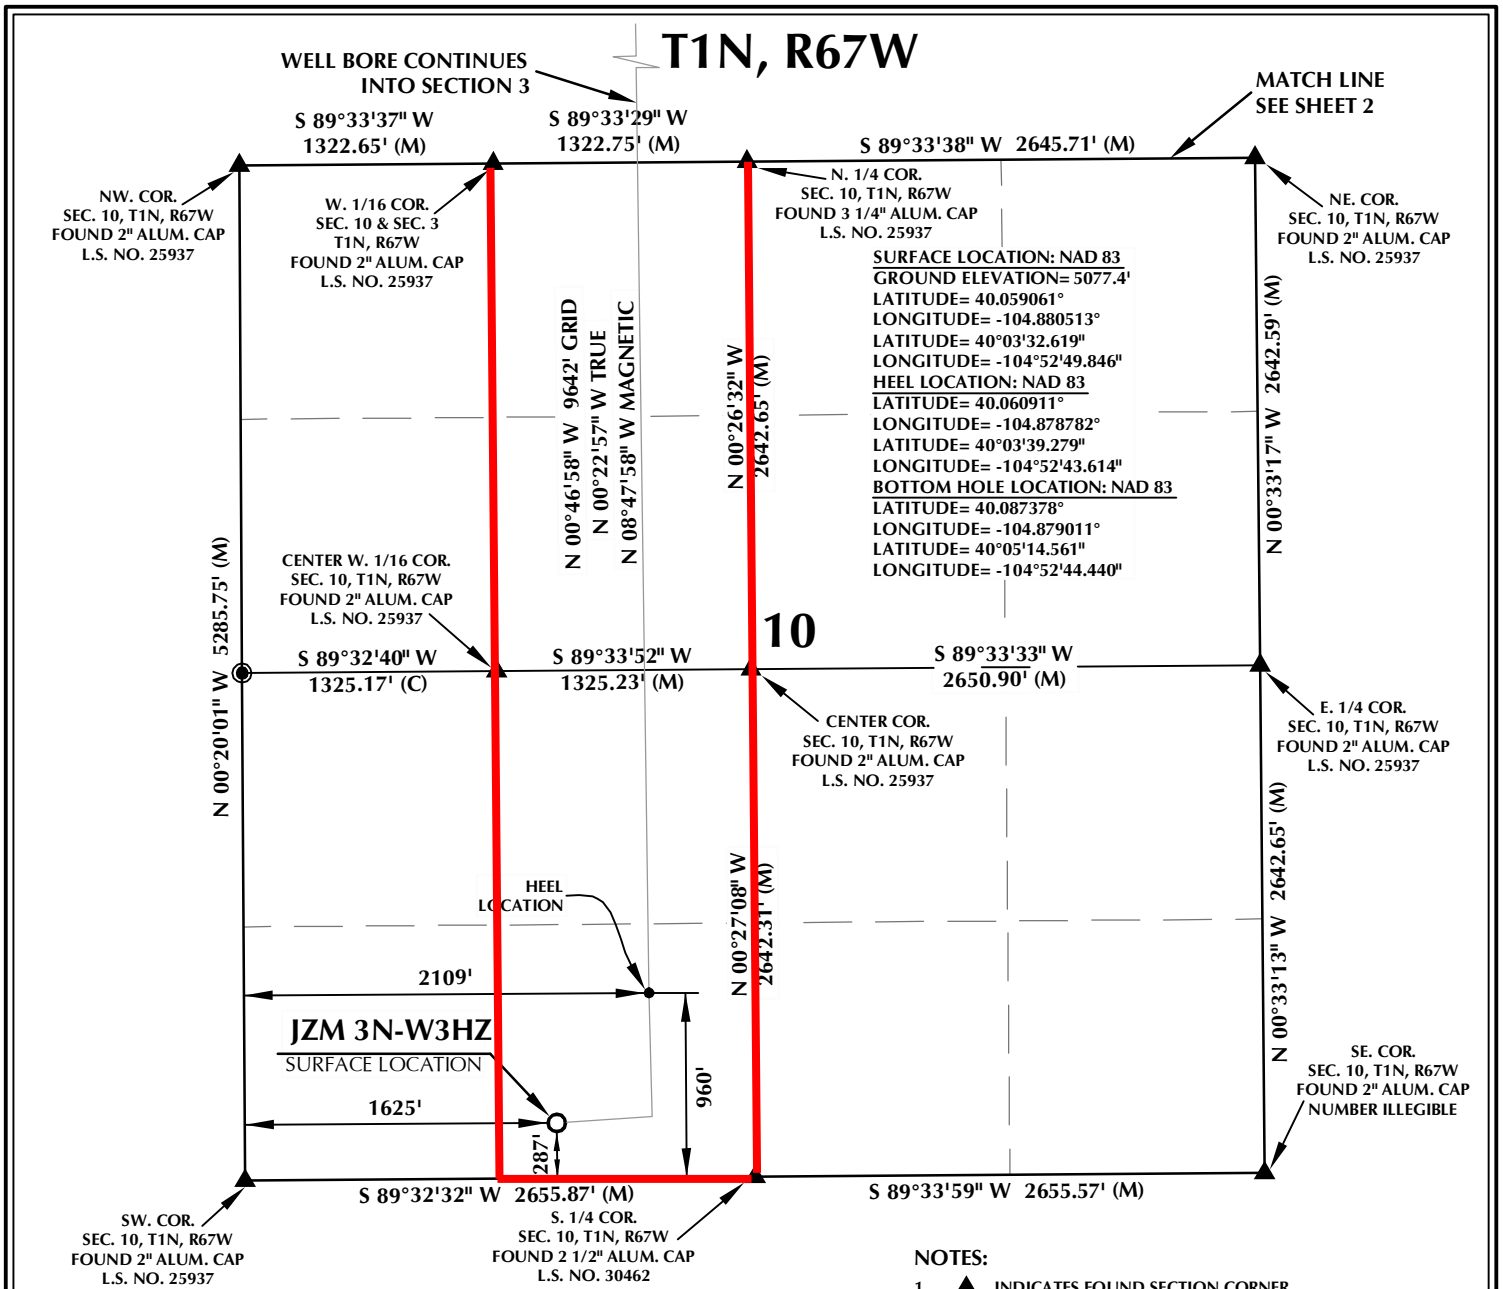 T1N, R67W
WELL BORE CONTINUES
INTO SECTION 3
MATCH LINE
SEE SHEET 2
S 89°33'37" W
1322.65' (M)
S 89°33'29" W
1322.75' (M)
S 89°33'38" W 2645.71' (M)
NW. COR.
SEC. 10, T1N, R67W
FOUND 2" ALUM. CAP
L.S. NO. 25937
W. 1/16 COR.
SEC. 10 & SEC. 3
T1N, R67W
FOUND 2" ALUM. CAP
L.S. NO. 25937
N. 1/4 COR.
SEC. 10, T1N, R67W
FOUND 3 1/4" ALUM. CAP
L.S. NO. 25937
NE. COR.
SEC. 10, T1N, R67W
FOUND 2" ALUM. CAP
L.S. NO. 25937
SURFACE LOCATION: NAD 83
GROUND ELEVATION= 5077.4'
LATITUDE= 40.059061°
LONGITUDE= -104.880513°
LATITUDE= 40°03'32.619"
LONGITUDE= -104°52'49.846"
HEEL LOCATION: NAD 83
LATITUDE= 40.060911°
LONGITUDE= -104.878782°
LATITUDE= 40°03'39.279"
LONGITUDE= -104°52'43.614"
BOTTOM HOLE LOCATION: NAD 83
LATITUDE= 40.087378°
LONGITUDE= -104.879011°
LATITUDE= 40°05'14.561"
LONGITUDE= -104°52'44.440"
N 00°46'58" W 9642' GRID
N 00°22'57" W TRUE
N 08°47'58" W MAGNETIC
N 00°26'32" W
2642.65' (M)
N 00°33'17" W 2642.59' (M)
N 00°20'01" W 5285.75' (M)
CENTER W. 1/16 COR.
SEC. 10, T1N, R67W
FOUND 2" ALUM. CAP
L.S. NO. 25937
10
S 89°32'40" W
1325.17' (C)
S 89°33'52" W
1325.23' (M)
S 89°33'33" W
2650.90' (M)
CENTER COR.
SEC. 10, T1N, R67W
FOUND 2" ALUM. CAP
L.S. NO. 25937
E. 1/4 COR.
SEC. 10, T1N, R67W
FOUND 2" ALUM. CAP
L.S. NO. 25937
HEEL
LOCATION
N 00°27'08" W
2642.31' (M)
N 00°33'13" W 2642.65' (M)
2109'
JZM 3N-W3HZ
SURFACE LOCATION
1625'
960'
287'
SE. COR.
SEC. 10, T1N, R67W
FOUND 2" ALUM. CAP
NUMBER ILLEGIBLE
S 89°32'32" W 2655.87' (M)
S 89°33'59" W 2655.57' (M)
SW. COR.
SEC. 10, T1N, R67W
FOUND 2" ALUM. CAP
L.S. NO. 25937
S. 1/4 COR.
SEC. 10, T1N, R67W
FOUND 2 1/2" ALUM. CAP
L.S. NO. 30462
NOTES:
1. INDICATES FOUND SECTION CORNER